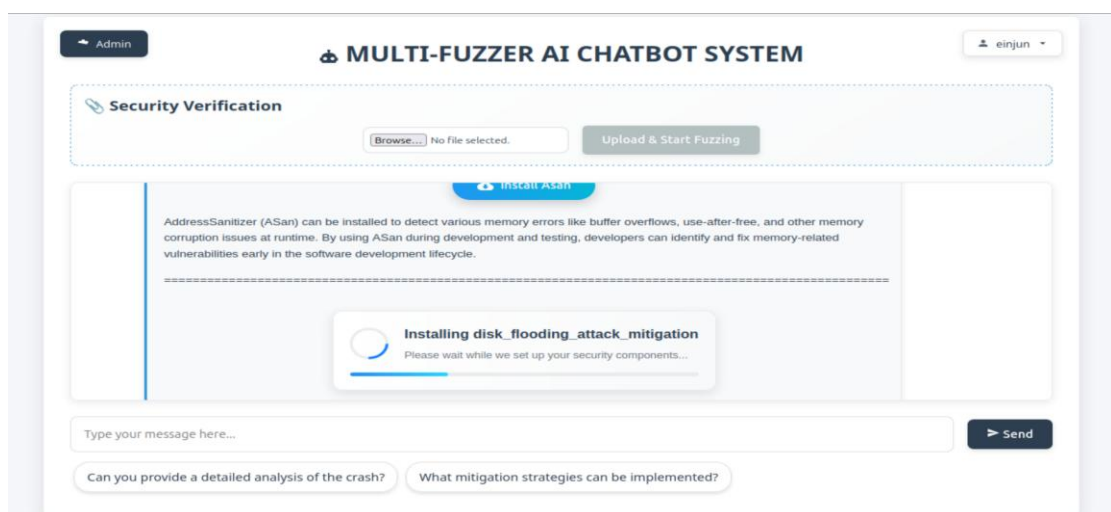 Admin
MULTI-FUZZER AI CHATBOT SYSTEM
einjun
Security Verification
Browse... No file selected.
Upload & Start Fuzzing
Install Asan
AddressSanitizer (ASan) can be installed to detect various memory errors like buffer overflows, use-after-free, and other memory
corruption issues at runtime. By using ASan during development and testing, developers can identify and fix memory-related
vulnerabilities early in the software development lifecycle.
====================================================================================================
Installing disk_flooding_attack_mitigation
Please wait while we set up your security components...
Type your message here...
Send
Can you provide a detailed analysis of the crash?
What mitigation strategies can be implemented?